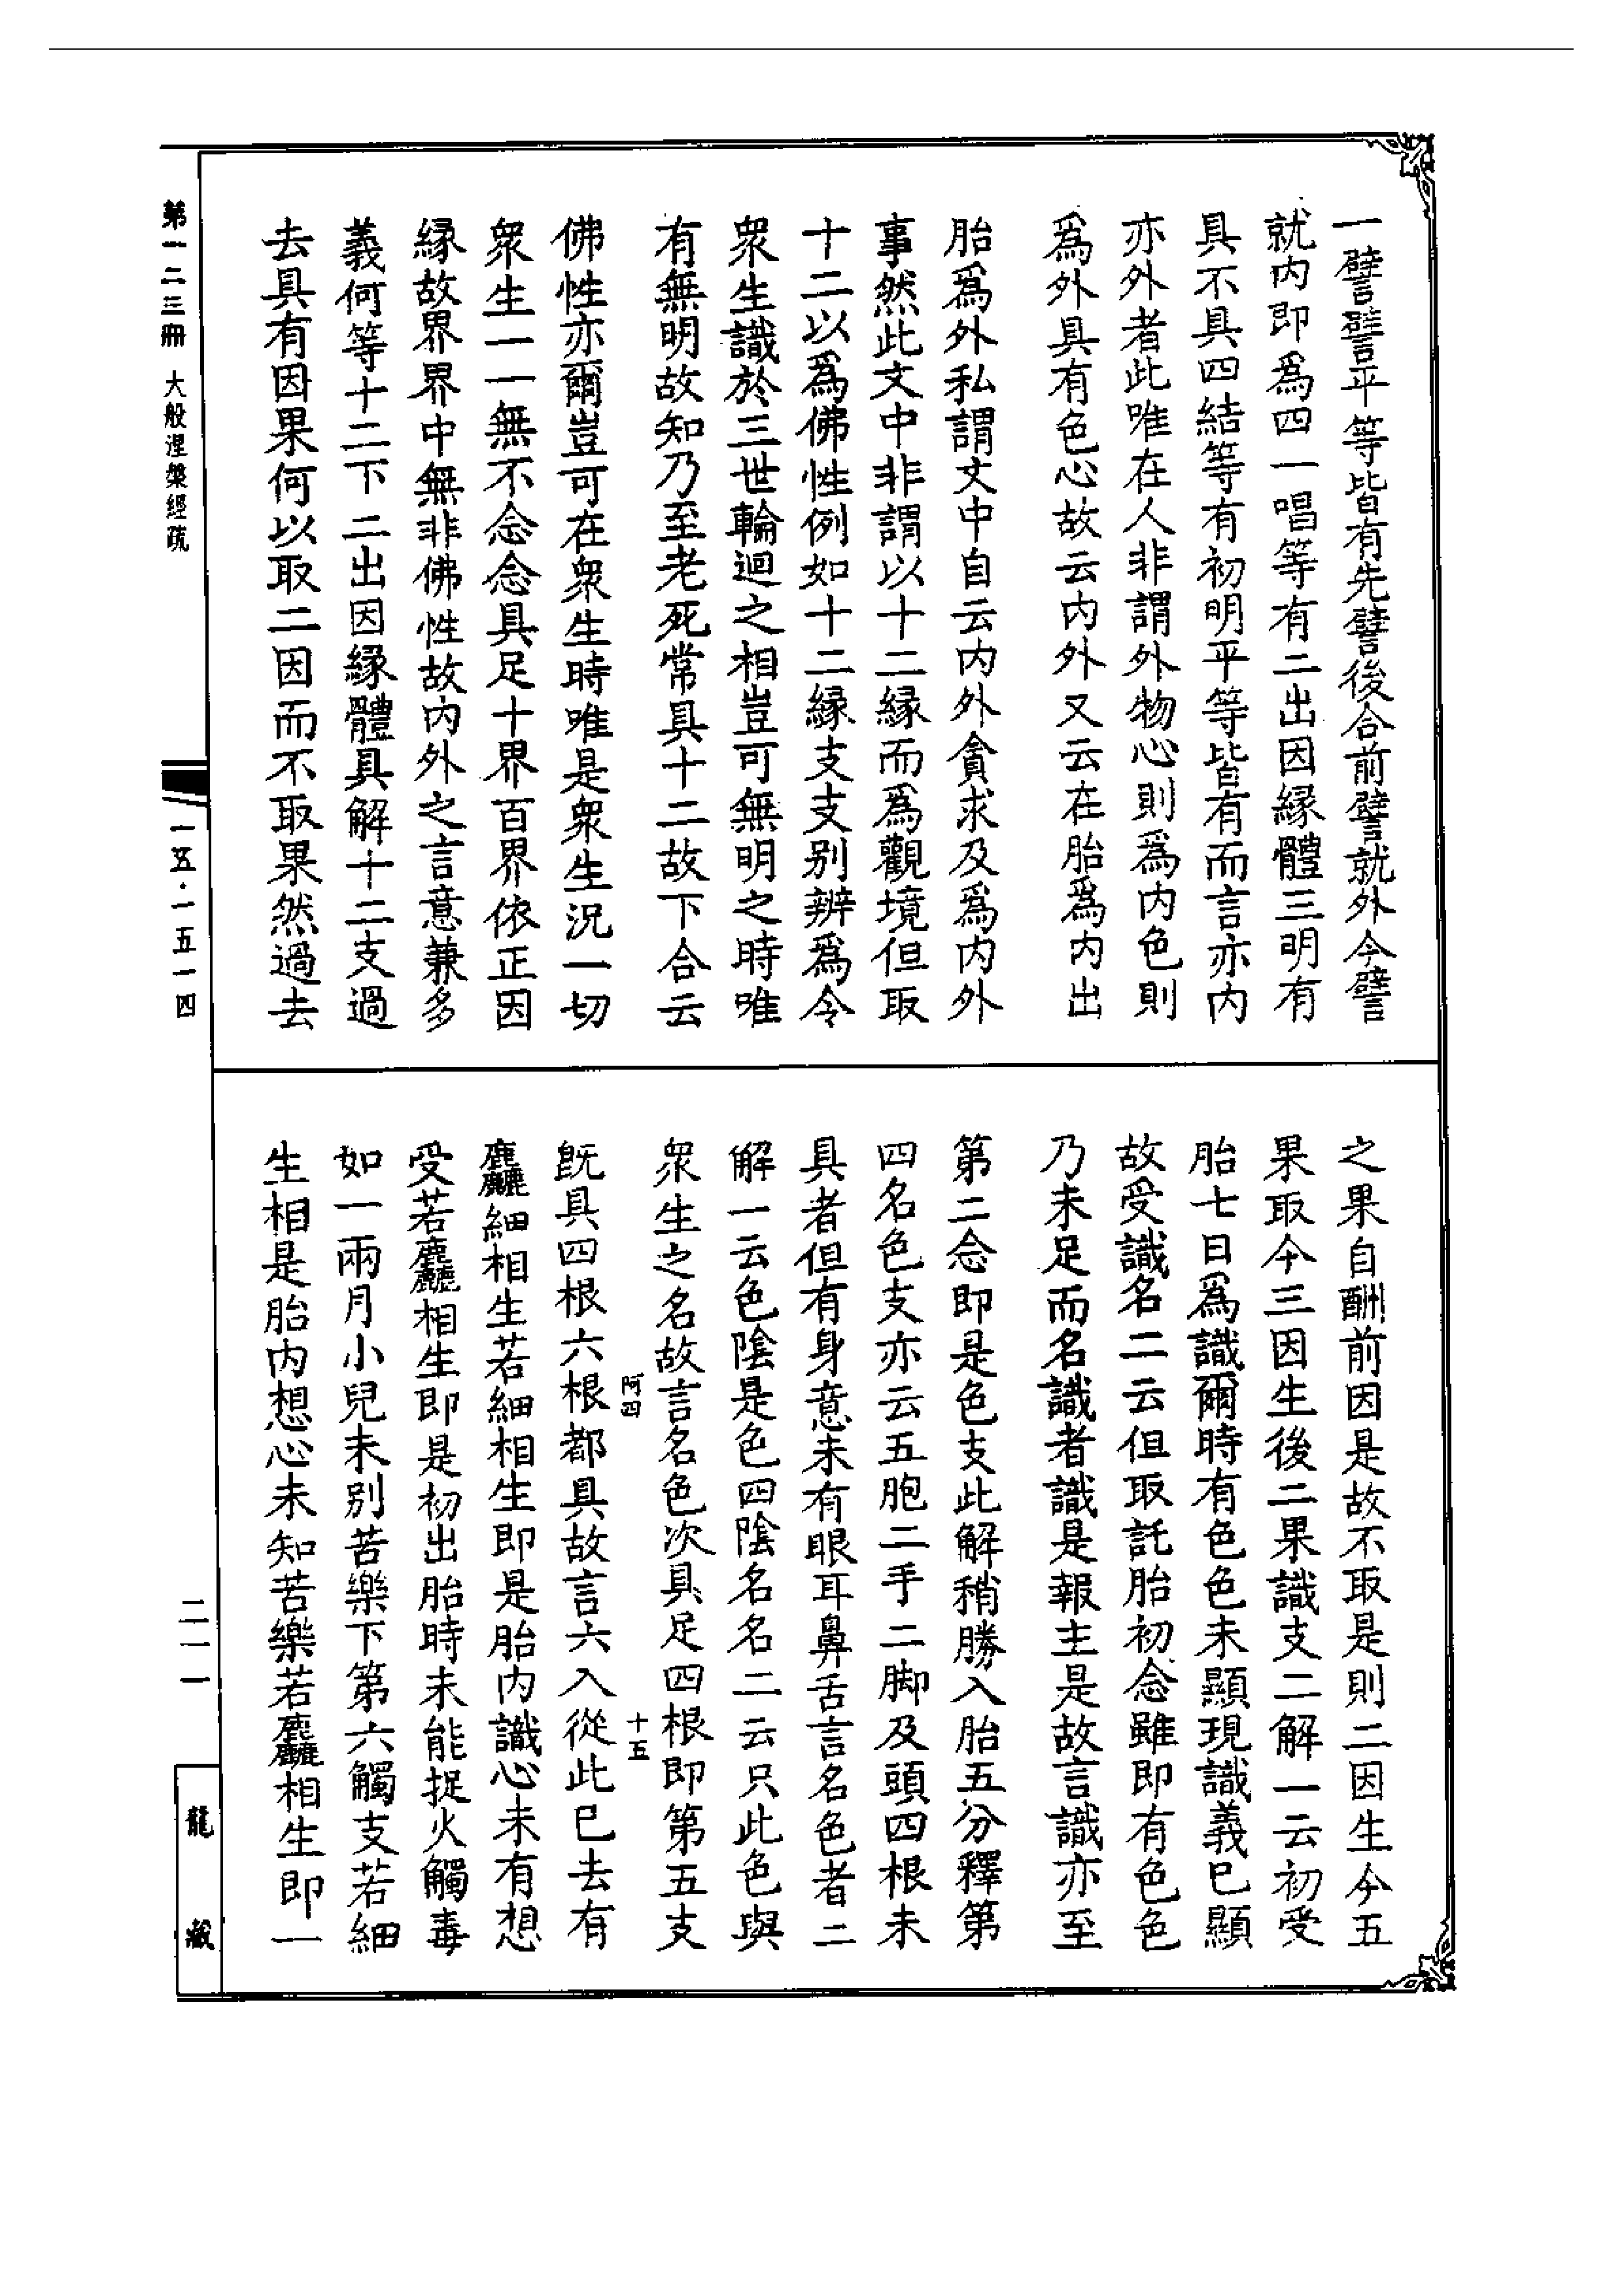 一譬譬平等皆有先譬後合前譬就外今譬
就内即為四一唱等有二出因緣體三明有
具不具四結等有初明平等皆有而言亦内
亦外者此唯在人非謂外物心則為内色則
為外具有色心故云内外又云在胎為内出
胎為外私謂文中自云内外貪求及為内外
事然此文中非謂以十二緣而為觀境但取
十二以為佛性例如十二緣支支别辨為令
衆生識於三世輪迴之相豈可無明之時唯
有無明故知乃至老死常具十二故下合云
佛性亦爾豈可在衆生時唯是衆生況一切
衆生一一無不念念具足十界百界依正因
緣故界界中無非佛性故内外之言意兼多
義何等十二下二出因緣體具解十二支過
去具有因果何以取二因而不取果然過去
之果自酬前因是故不取是則二因生今五
果取今三因生後二果識支二解一云初受
胎七日為識爾時有色色未顯現識義已顯
故受識名二云但取託胎初念雖即有色色
乃未足而名識者識是報主是故言識亦至
第二念即是色支此解稍勝入胎五分釋第
四名色支亦云五胞二手二脚及頭四根未
具者但有身意未有眼耳鼻舌言名色者二
解一云色陰是色四陰名名二云只此色與
衆生之名故言名色次具足四根即第五支
阿四
十五
旣具四根六根都具故言六入從此已去有
麤細相生若細相生即是胎内識心未有想
受若麤相生即是初出胎時未能捉火觸毒
如一兩月小兒未别苦樂下第六觸支若細
生相是胎内想心未知苦樂若麤相生即一
第一二三冊 大般涅槃經疏
一五·一五一四
二一一
龍藏